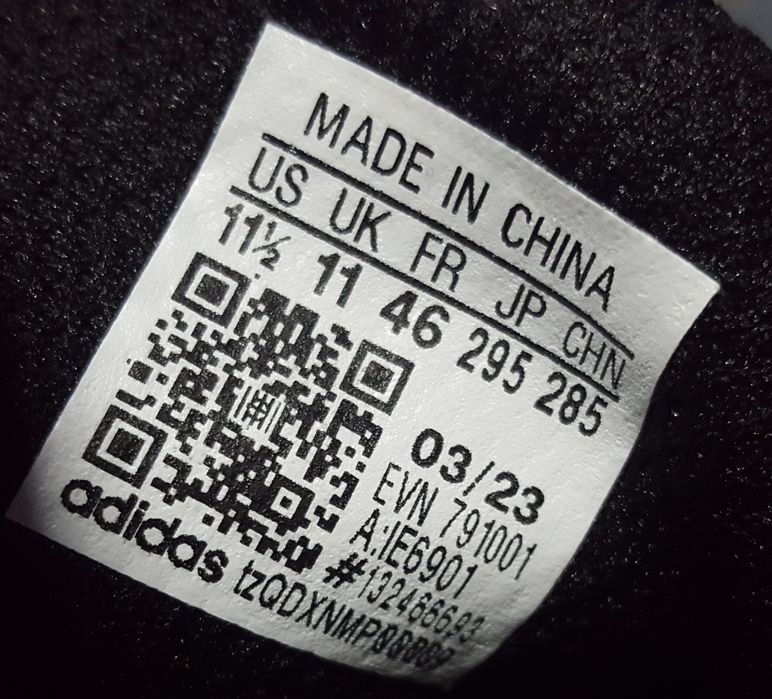 MADE IN CHINA
US UK FR JP CHN
11½ 11 46 295 285
03/23
EVN 791001
A:IE6901
#132466693
adidas